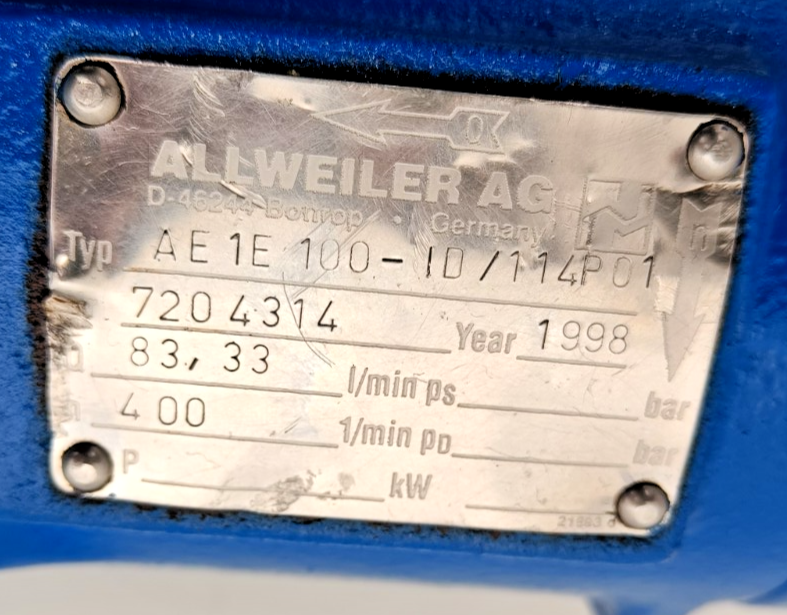 Q
ALLWEILER AG
D-46244 Bottrop · Germany
n
Typ AE1E 100-ID/114P01
7204314 Year 1998
Q 83,33 l/min ps bar
n 400 1/min pD bar
P kW